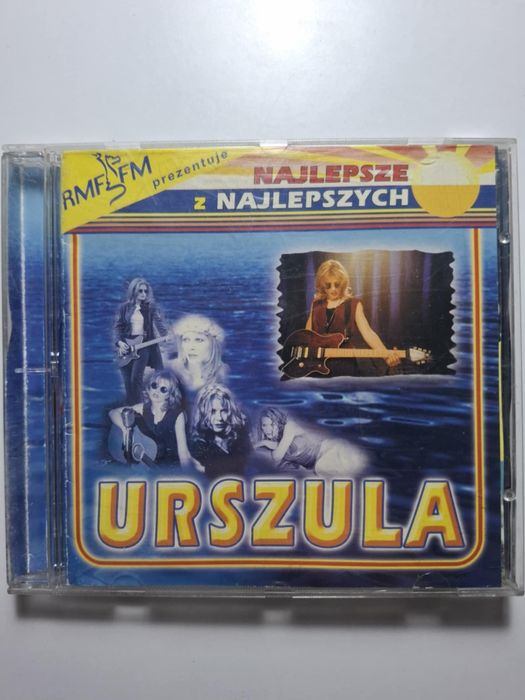 RMF FM
prezentuje
NAJLEPSZE
z NAJLEPSZYCH
URSZULA